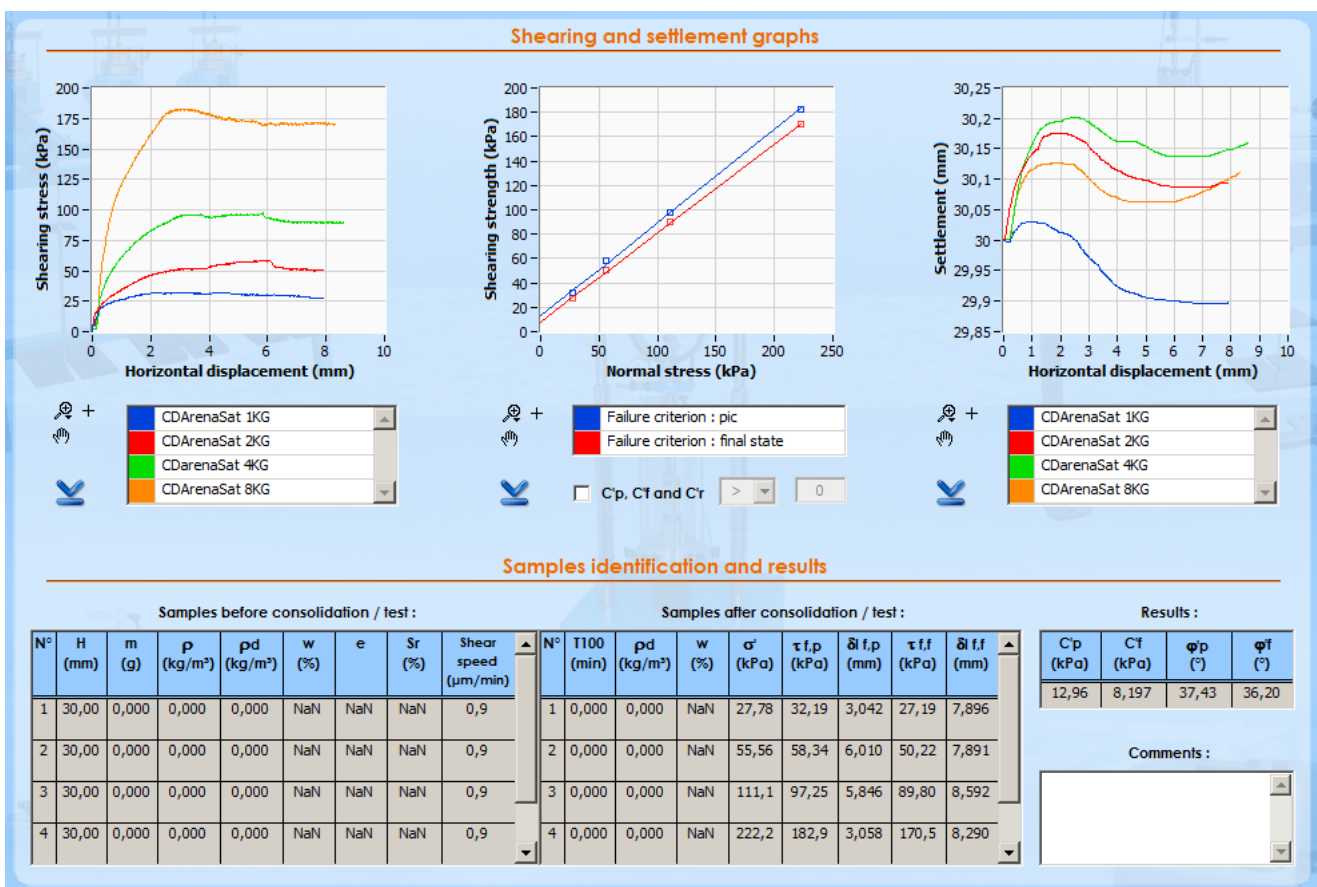 Shearing and settlement graphs
Shearing stress (kPa)
200
175
150
125
100
75
50
25
0
0 2 4 6 8 10
Horizontal displacement (mm)
Shearing strength (kPa)
200
180
160
140
120
100
80
60
40
20
0
0 50 100 150 200 250
Normal stress (kPa)
Settlement (mm)
30,25
30,2
30,15
30,1
30,05
30
29,95
29,9
29,85
0 1 2 3 4 5 6 7 8 9 10
Horizontal displacement (mm)
CDArenaSat 1KG
CDArenaSat 2KG
CDarenaSat 4KG
CDArenaSat 8KG
Failure criterion : pic
Failure criterion : final state
C'p, C'f and C'r > 0
CDArenaSat 1KG
CDArenaSat 2KG
CDarenaSat 4KG
CDArenaSat 8KG
Samples identification and results
Samples before consolidation / test :
N° H (mm) m (g) ρ (kg/m³) ρd (kg/m³) w (%) e Sr (%) Shear speed (µm/min)
1 30,00 0,000 0,000 0,000 NaN NaN NaN 0,9
2 30,00 0,000 0,000 0,000 NaN NaN NaN 0,9
3 30,00 0,000 0,000 0,000 NaN NaN NaN 0,9
4 30,00 0,000 0,000 0,000 NaN NaN NaN 0,9
Samples after consolidation / test :
N° T100 (min) ρd (kg/m³) w (%) σ' (kPa) τ f,p (kPa) δl f,p (mm) τ f,f (kPa) δl f,f (mm)
1 0,000 0,000 NaN 27,78 32,19 3,042 27,19 7,896
2 0,000 0,000 NaN 55,56 58,34 6,010 50,22 7,891
3 0,000 0,000 NaN 111,1 97,25 5,846 89,80 8,592
4 0,000 0,000 NaN 222,2 182,9 3,058 170,5 8,290
Results :
C'p (kPa) C'f (kPa) φ'p (°) φ'f (°)
12,96 8,197 37,43 36,20
Comments :